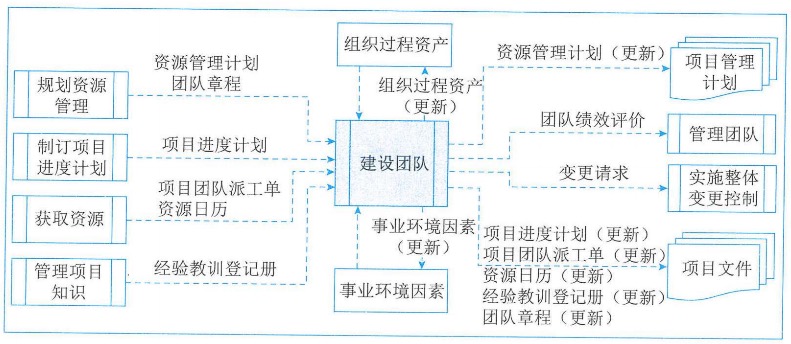 规划资源
管理
制订项目
进度计划
获取资源
管理项目
知识
资源管理计划
团队章程
项目进度计划
项目团队派工单
资源日历
经验教训登记册
组织过程资产
组织过程资产
（更新）
建设团队
事业环境因素
（更新）
事业环境因素
资源管理计划（更新）
团队绩效评价
变更请求
项目进度计划（更新）
项目团队派工单（更新）
资源日历（更新）
经验教训登记册（更新）
团队章程（更新）
项目管理
计划
管理团队
实施整体
变更控制
项目文件